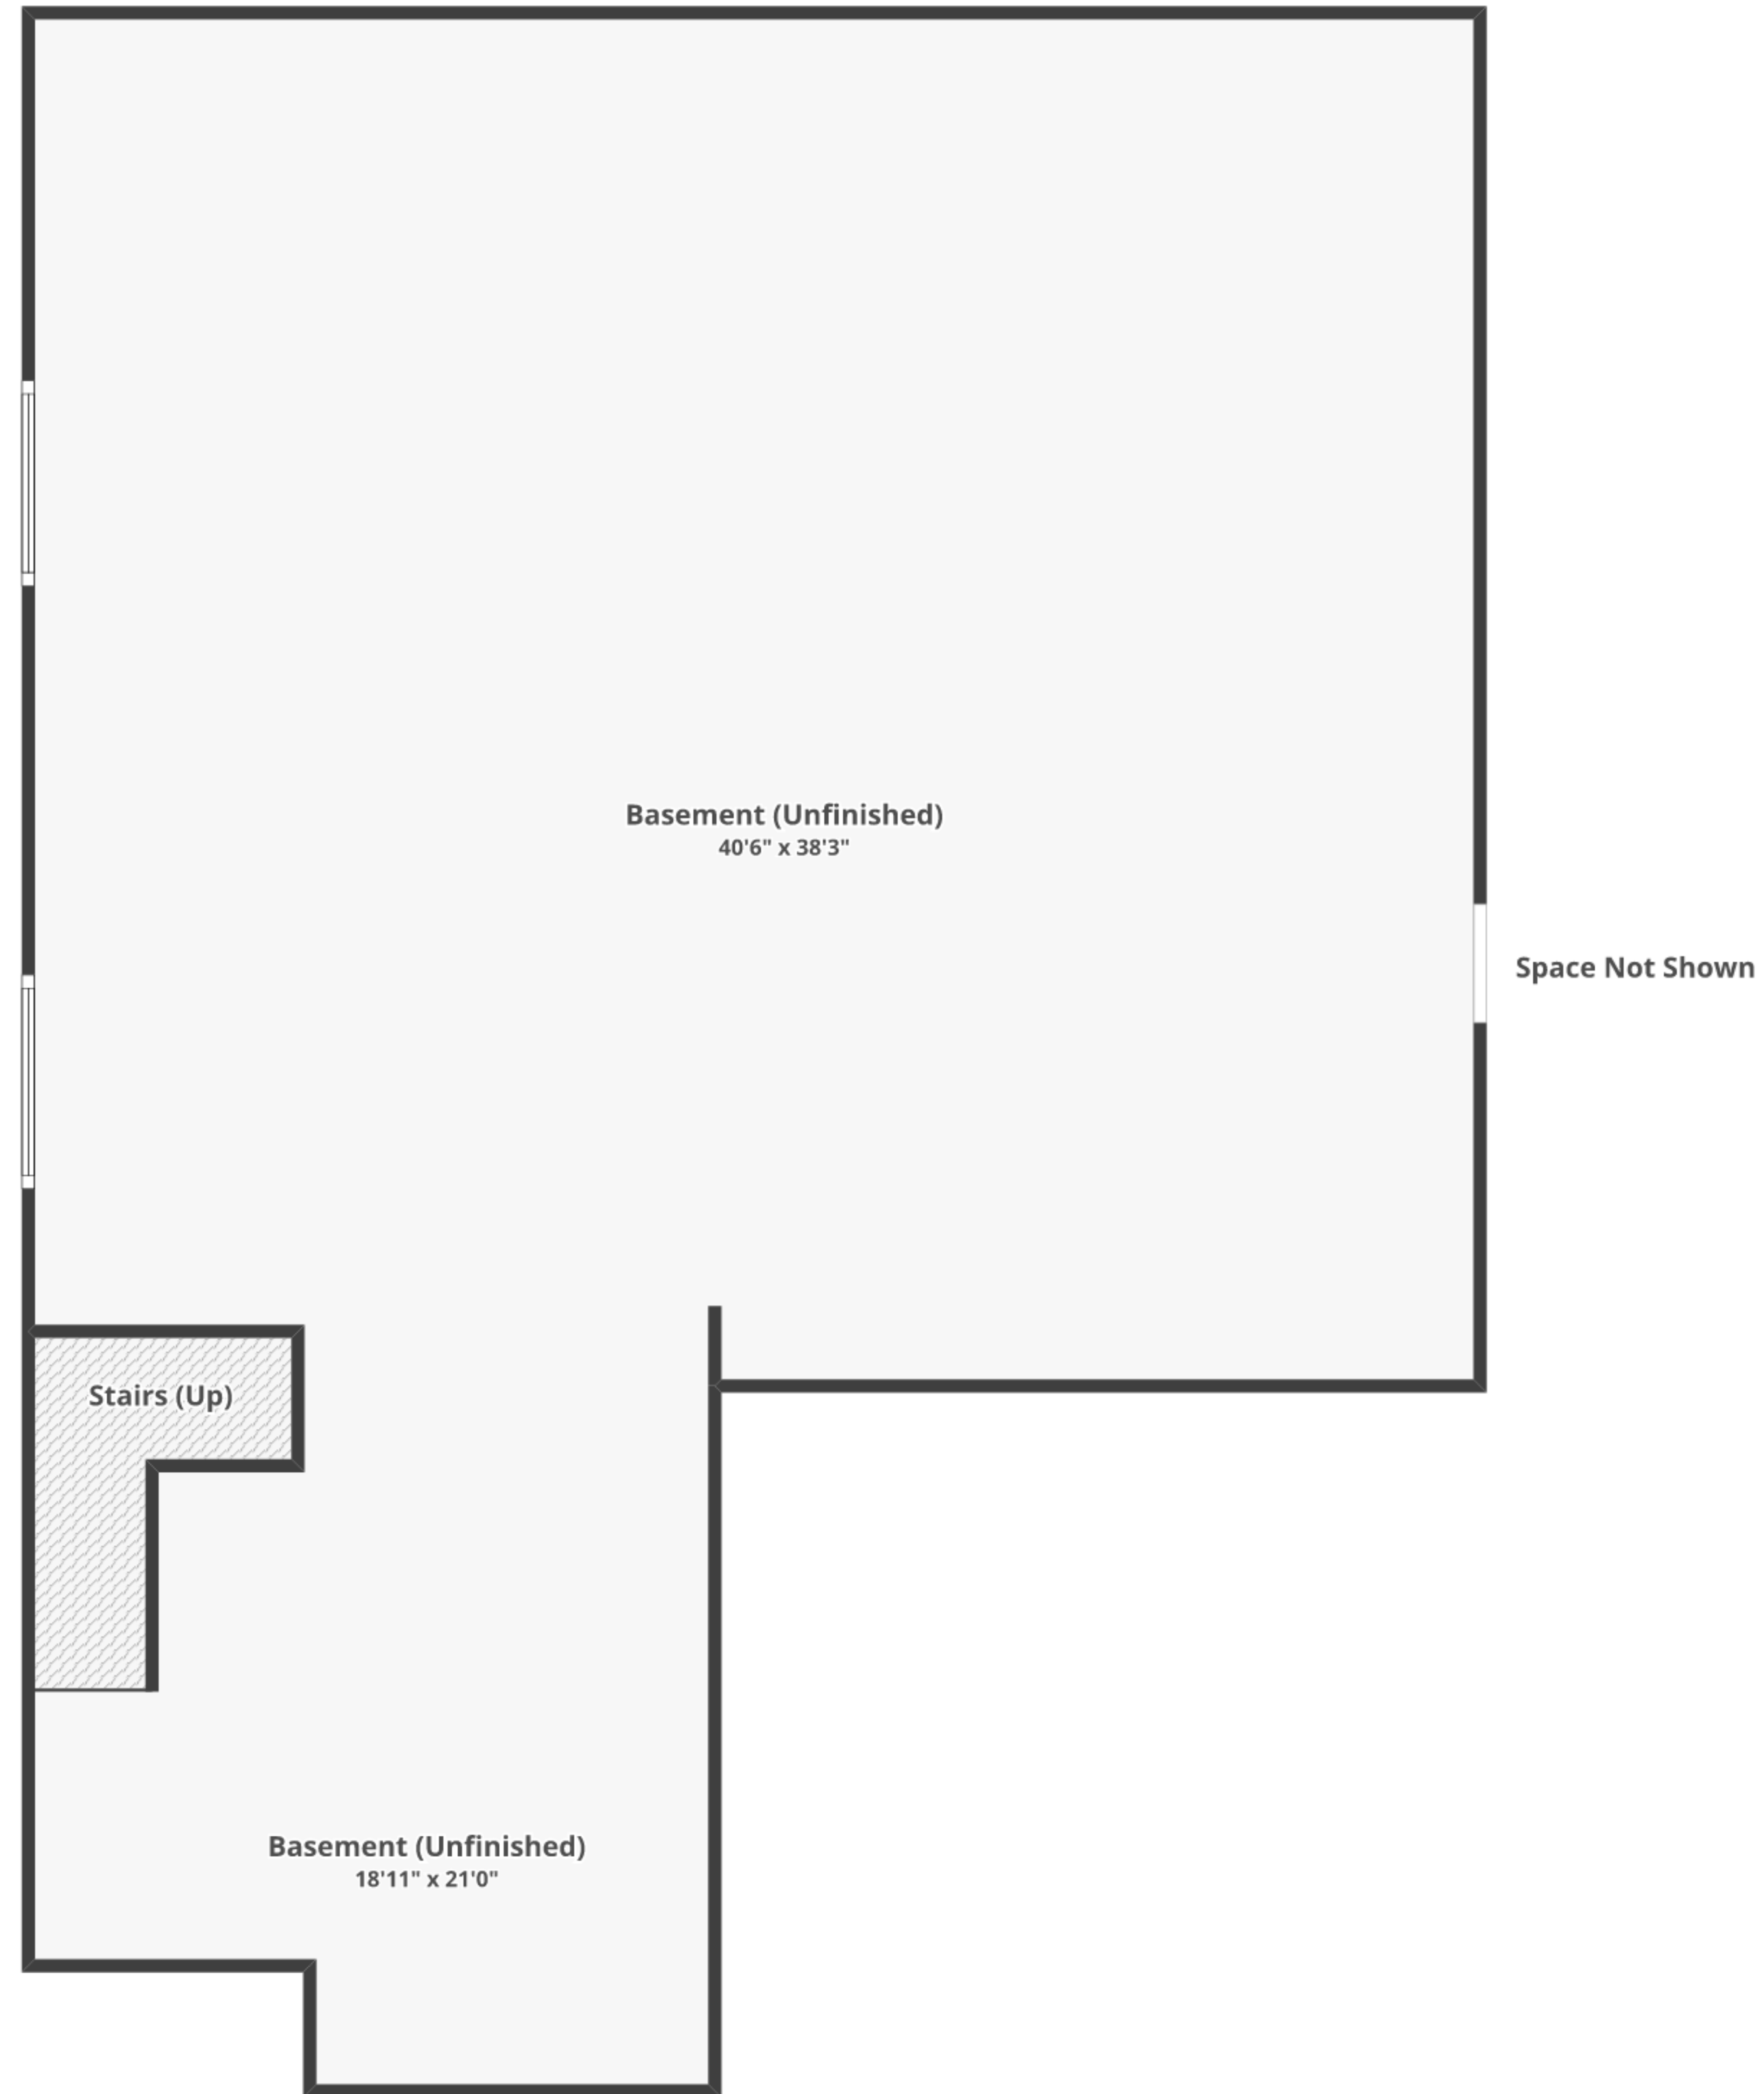 Basement (Unfinished)
40'6" x 38'3"
Space Not Shown
Stairs (Up)
Basement (Unfinished)
18'11" x 21'0"